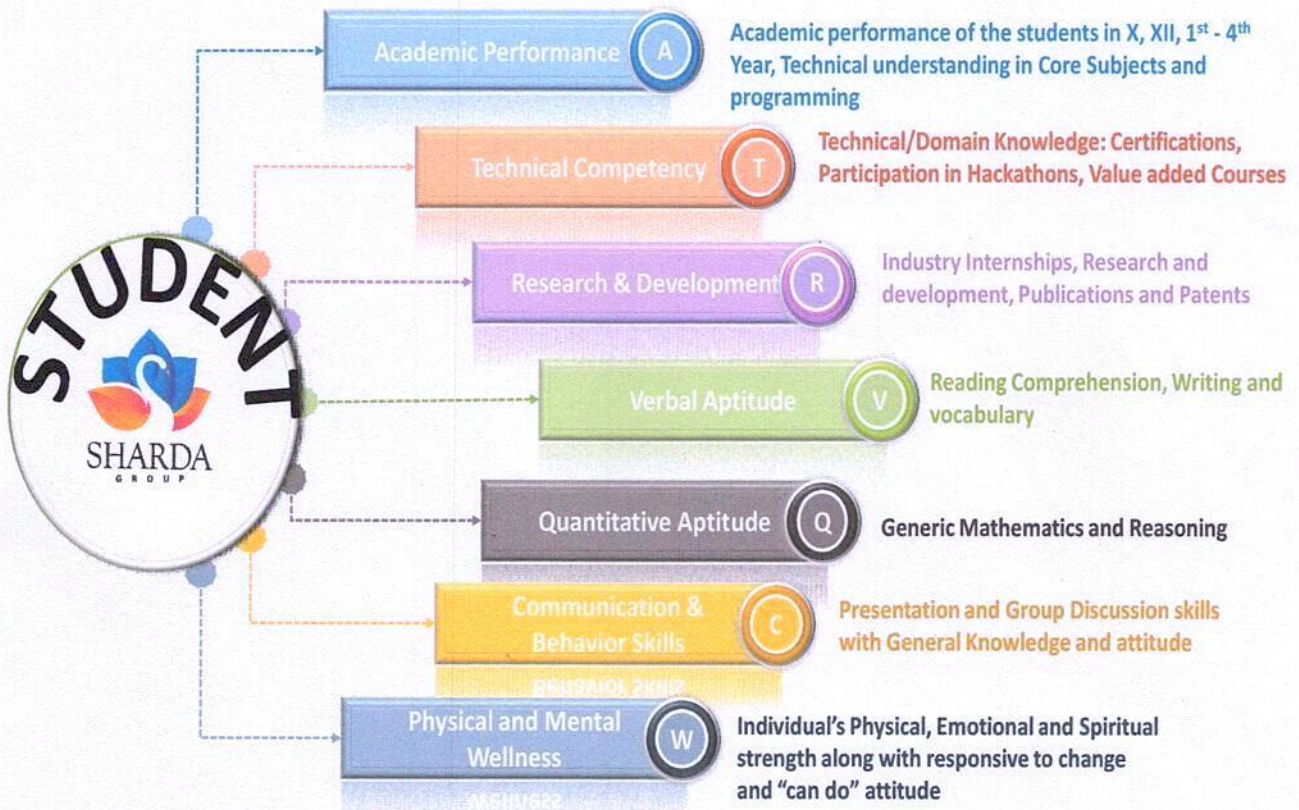 STUDENT
SHARDA
GROUP
Academic Performance
A
Academic performance of the students in X, XII, 1st - 4th
Year, Technical understanding in Core Subjects and
programming
Technical Competency
T
Technical/Domain Knowledge: Certifications,
Participation in Hackathons, Value added Courses
Research & Development
R
Industry Internships, Research and
development, Publications and Patents
Verbal Aptitude
V
Reading Comprehension, Writing and
vocabulary
Quantitative Aptitude
Q
Generic Mathematics and Reasoning
Communication &
Behavior Skills
C
Presentation and Group Discussion skills
with General Knowledge and attitude
Physical and Mental
Wellness
W
Individual's Physical, Emotional and Spiritual
strength along with responsive to change
and "can do" attitude